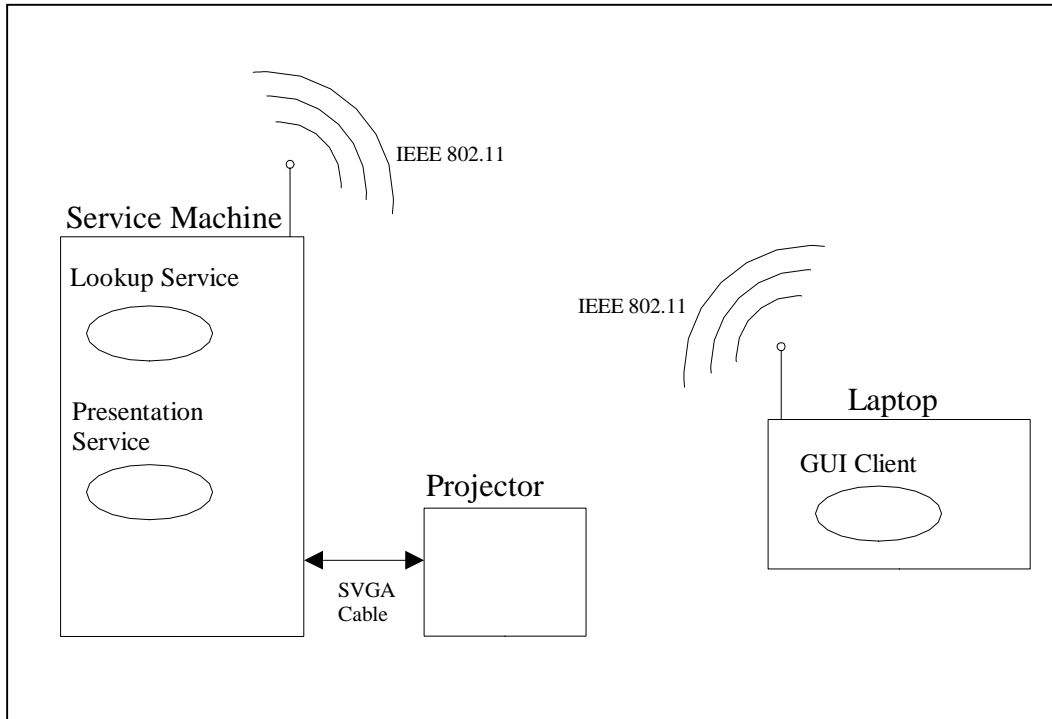 IEEE 802.11
Service Machine
Lookup Service
Presentation
Service
IEEE 802.11
Laptop
GUI Client
Projector
SVGA
Cable